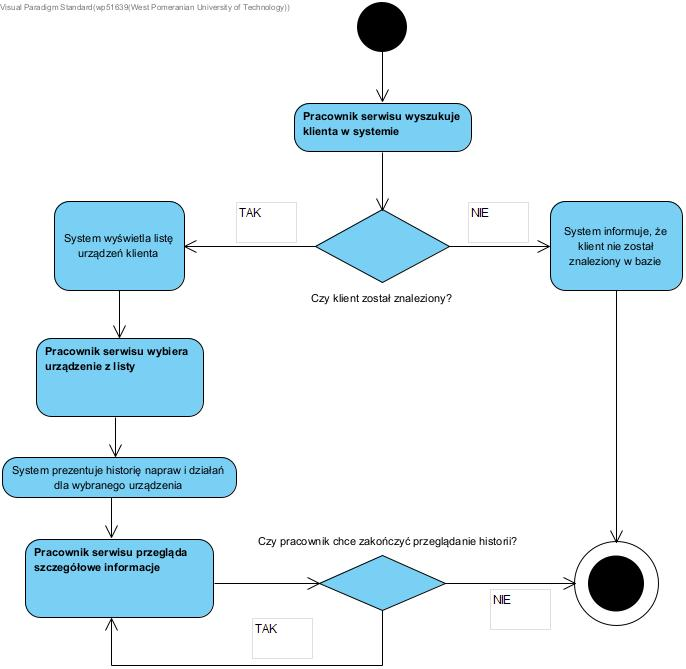 Visual Paradigm Standard(wp51639(West Pomeranian University of Technology))
Pracownik serwisu wyszukuje
klienta w systemie
TAK
NIE
System wyświetla listę
urządzeń klienta
System informuje, że
klient nie został
znaleziony w bazie
Czy klient został znaleziony?
Pracownik serwisu wybiera
urządzenie z listy
System prezentuje historię napraw i działań
dla wybranego urządzenia
Czy pracownik chce zakończyć przeglądanie historii?
Pracownik serwisu przegląda
szczegółowe informacje
NIE
TAK